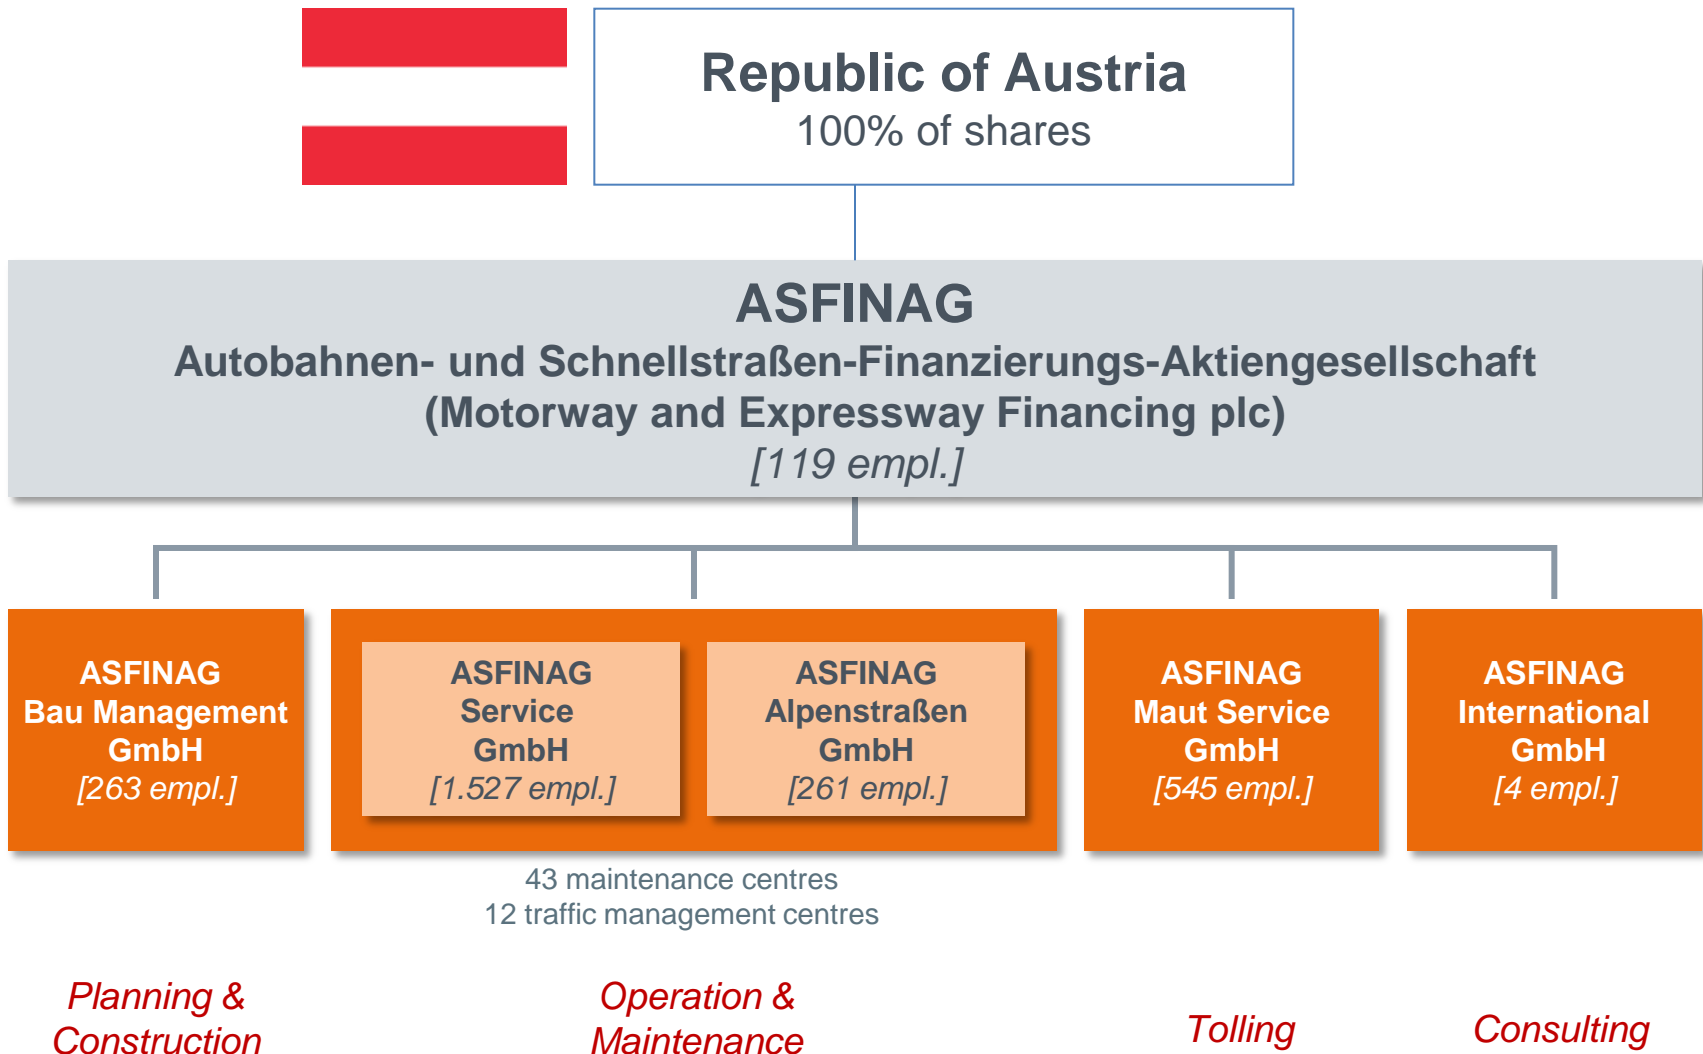 Republic of Austria
100% of shares
ASFINAG
Autobahnen- und Schnellstraßen-Finanzierungs-Aktiengesellschaft
(Motorway and Expressway Financing plc)
[119 empl.]
ASFINAG
Bau Management
GmbH
[263 empl.]
ASFINAG
Service
GmbH
[1.527 empl.]
ASFINAG
Alpenstraßen
GmbH
[261 empl.]
ASFINAG
Maut Service
GmbH
[545 empl.]
ASFINAG
International
GmbH
[4 empl.]
43 maintenance centres
12 traffic management centres
Planning &
Construction
Operation &
Maintenance
Tolling
Consulting